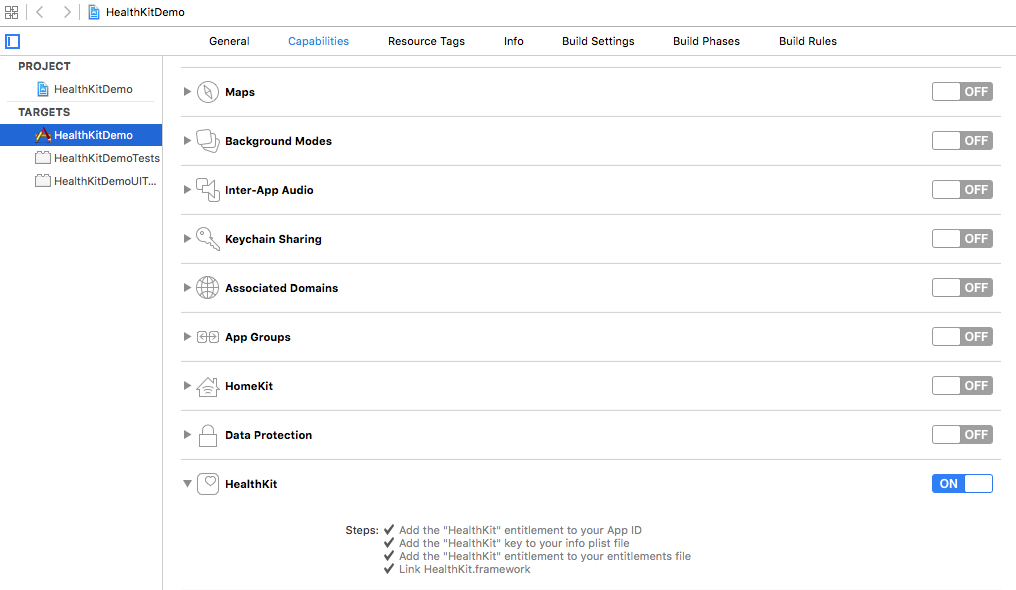 HealthKitDemo
General Capabilities Resource Tags Info Build Settings Build Phases Build Rules
PROJECT
HealthKitDemo
TARGETS
HealthKitDemo
HealthKitDemoTests
HealthKitDemoUIT...
Maps OFF
Background Modes OFF
Inter-App Audio OFF
Keychain Sharing OFF
Associated Domains OFF
App Groups OFF
HomeKit OFF
Data Protection OFF
HealthKit ON
Steps: ✔ Add the "HealthKit" entitlement to your App ID
✔ Add the "HealthKit" key to your info plist file
✔ Add the "HealthKit" entitlement to your entitlements file
✔ Link HealthKit.framework